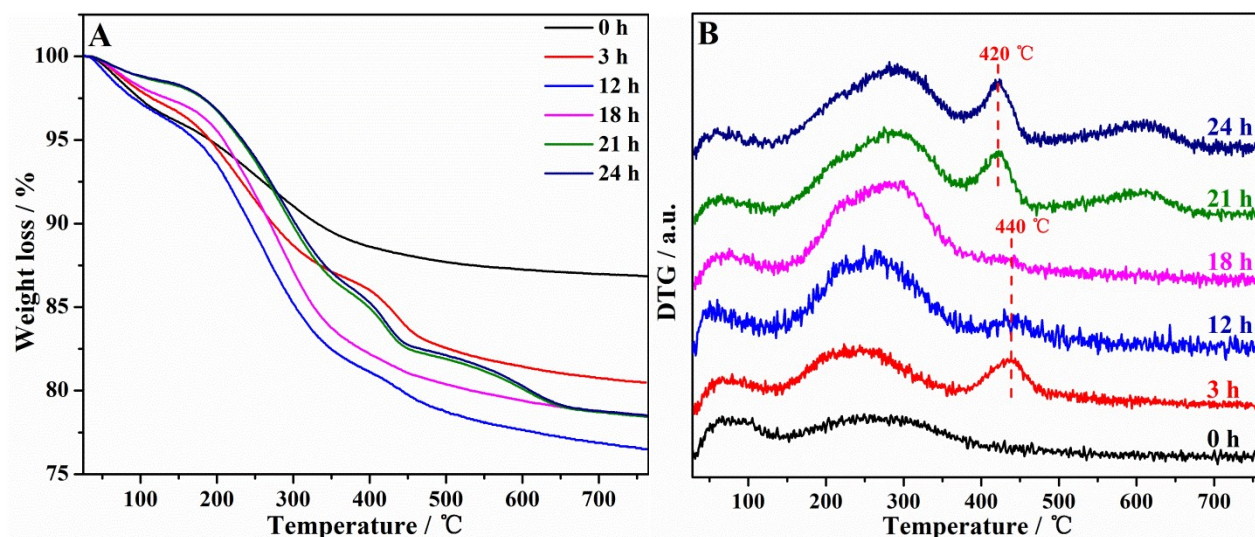 A
0 h
3 h
12 h
18 h
21 h
24 h
100
95
90
85
80
75
Weight loss / %
100 200 300 400 500 600 700
Temperature / ℃
B
420 ℃
24 h
21 h
440 ℃
18 h
12 h
3 h
0 h
DTG / a.u.
100 200 300 400 500 600 700
Temperature / ℃